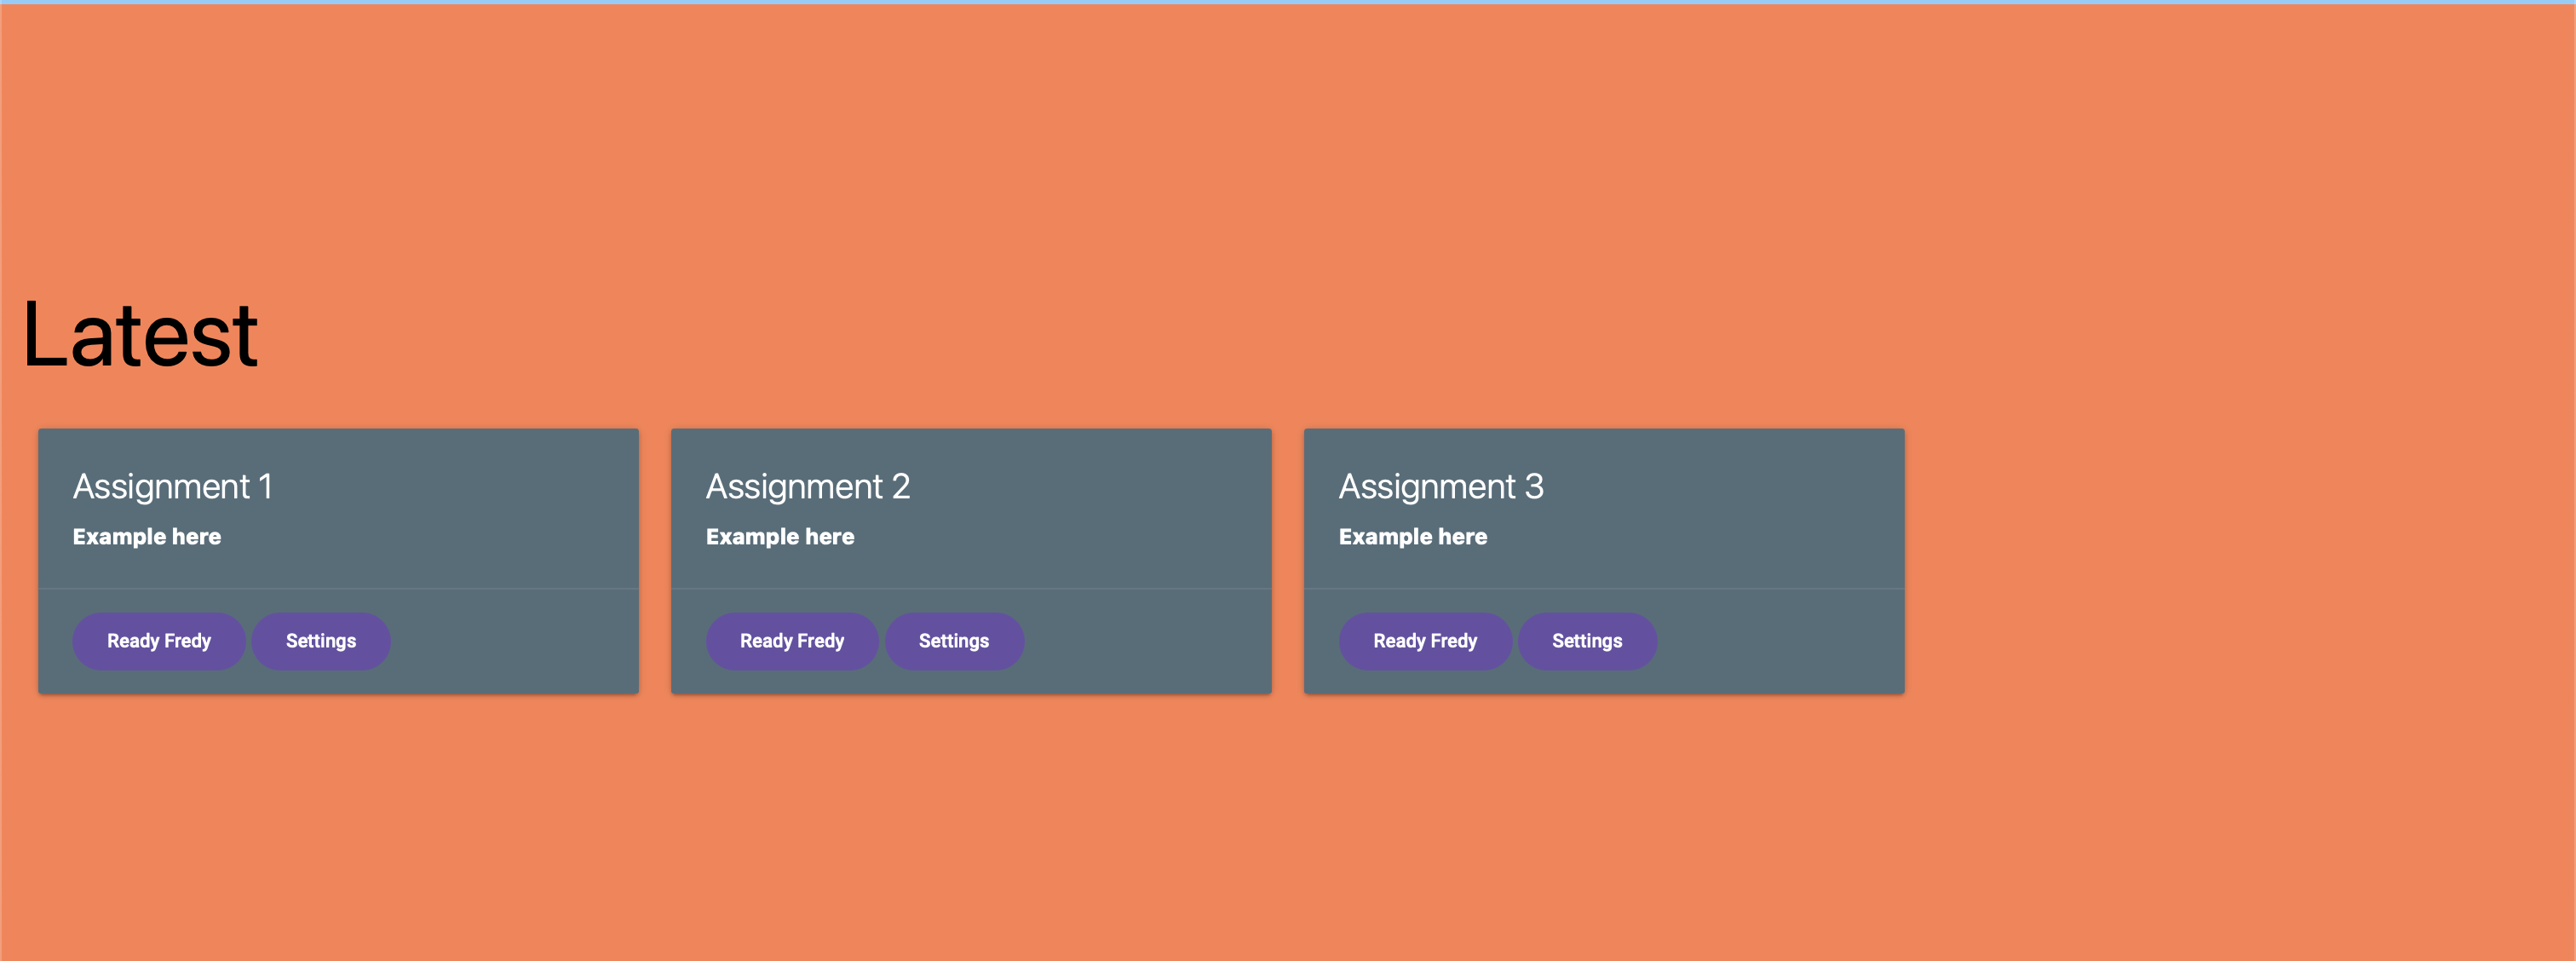 Latest
Assignment 1
Example here
Ready Fredy
Settings
Assignment 2
Example here
Ready Fredy
Settings
Assignment 3
Example here
Ready Fredy
Settings